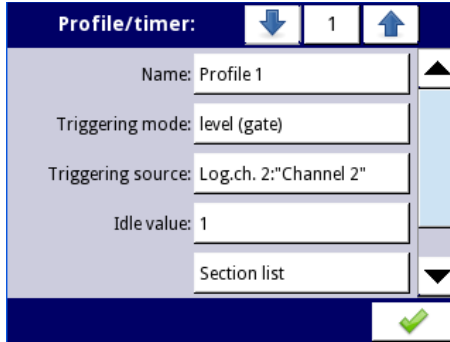 Profile/timer: 1
Name: Profile 1
Triggering mode: level (gate)
Triggering source: Log.ch. 2:"Channel 2"
Idle value: 1
Section list